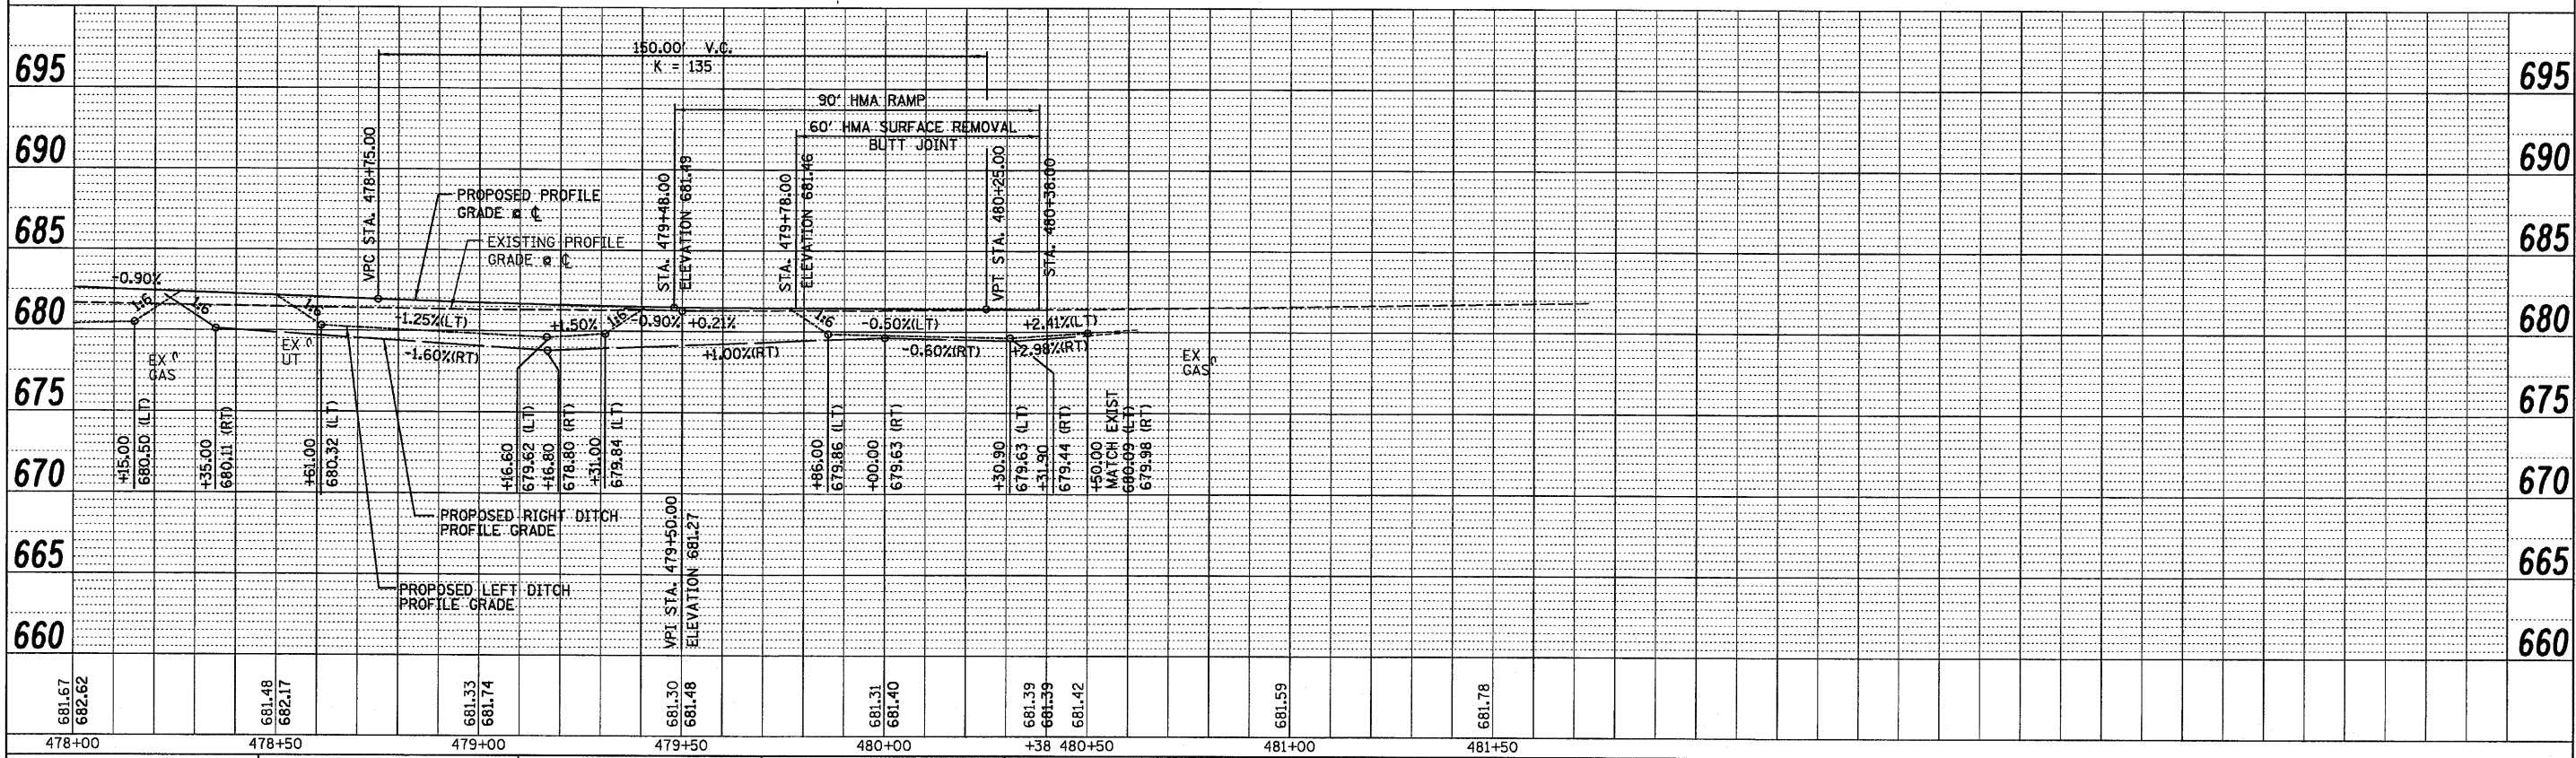 150.00' V.C.
K = 135
695
695
90' HMA RAMP
60' HMA SURFACE REMOVAL
BUTT JOINT
690
690
VPC STA. 478+75.00
STA. 479+48.00
ELEVATION 681.49
STA. 479+78.00
ELEVATION 681.46
VPT STA. 480+25.00
STA. 480+38.00
PROPOSED PROFILE
GRADE @ ℄
EXISTING PROFILE
GRADE @ ℄
685
685
-0.90%
1:6
1:6
1:6
-1.25%(LT)
+1.50%
1:6
-0.90%
+0.21%
1:6
-0.50%(LT)
+2.41%(LT)
680
680
EX
GAS
EX
UT
-1.60%(RT)
+1.00%(RT)
-0.60%(RT)
+2.98%(RT)
EX
GAS
675
675
+15.00
680.50 (LT)
+35.00
680.11 (RT)
+61.00
680.32 (LT)
+16.60
679.62 (LT)
+16.80
678.80 (RT)
+31.00
679.84 (LT)
+86.00
679.86 (LT)
+00.00
679.63 (RT)
+30.90
679.63 (LT)
+31.90
679.44 (RT)
+50.00
MATCH EXIST
680.09 (LT)
679.98 (RT)
670
670
PROPOSED RIGHT DITCH
PROFILE GRADE
VPI STA. 479+50.00
ELEVATION 681.27
665
665
PROPOSED LEFT DITCH
PROFILE GRADE
660
660
681.67
682.62
681.48
682.17
681.33
681.74
681.30
681.48
681.31
681.40
681.39
681.39
681.42
681.59
681.78
478+00
478+50
479+00
479+50
480+00
+38
480+50
481+00
481+50